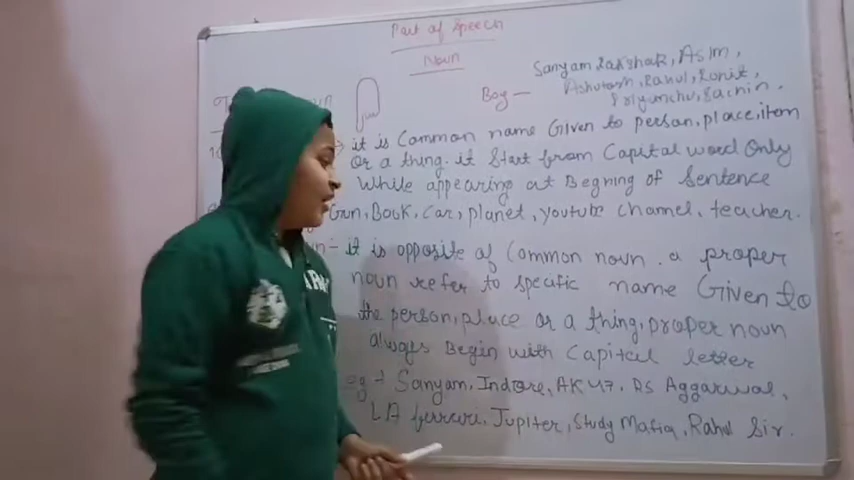 Part of Speech
Noun
Boy - Sanyam Rakshak, Asim,
Ashutosh, Rahul, Ronit,
Priyanshu, Sachin.
it is Common name Given to person, place, item
or a thing. it Start from Capital word Only
While appearing at Begning of Sentence
Gun, Book, Car, planet, youtube channel, teacher.
it is opposite of Common noun. a proper
noun refer to specific name Given to
the person, place or a thing, proper noun
always Begin with capital letter.
eg → Sanyam, Indore, AK 47, RS Aggarwal,
LA ferrari, Jupiter, Study Mafia, Rahul Sir.